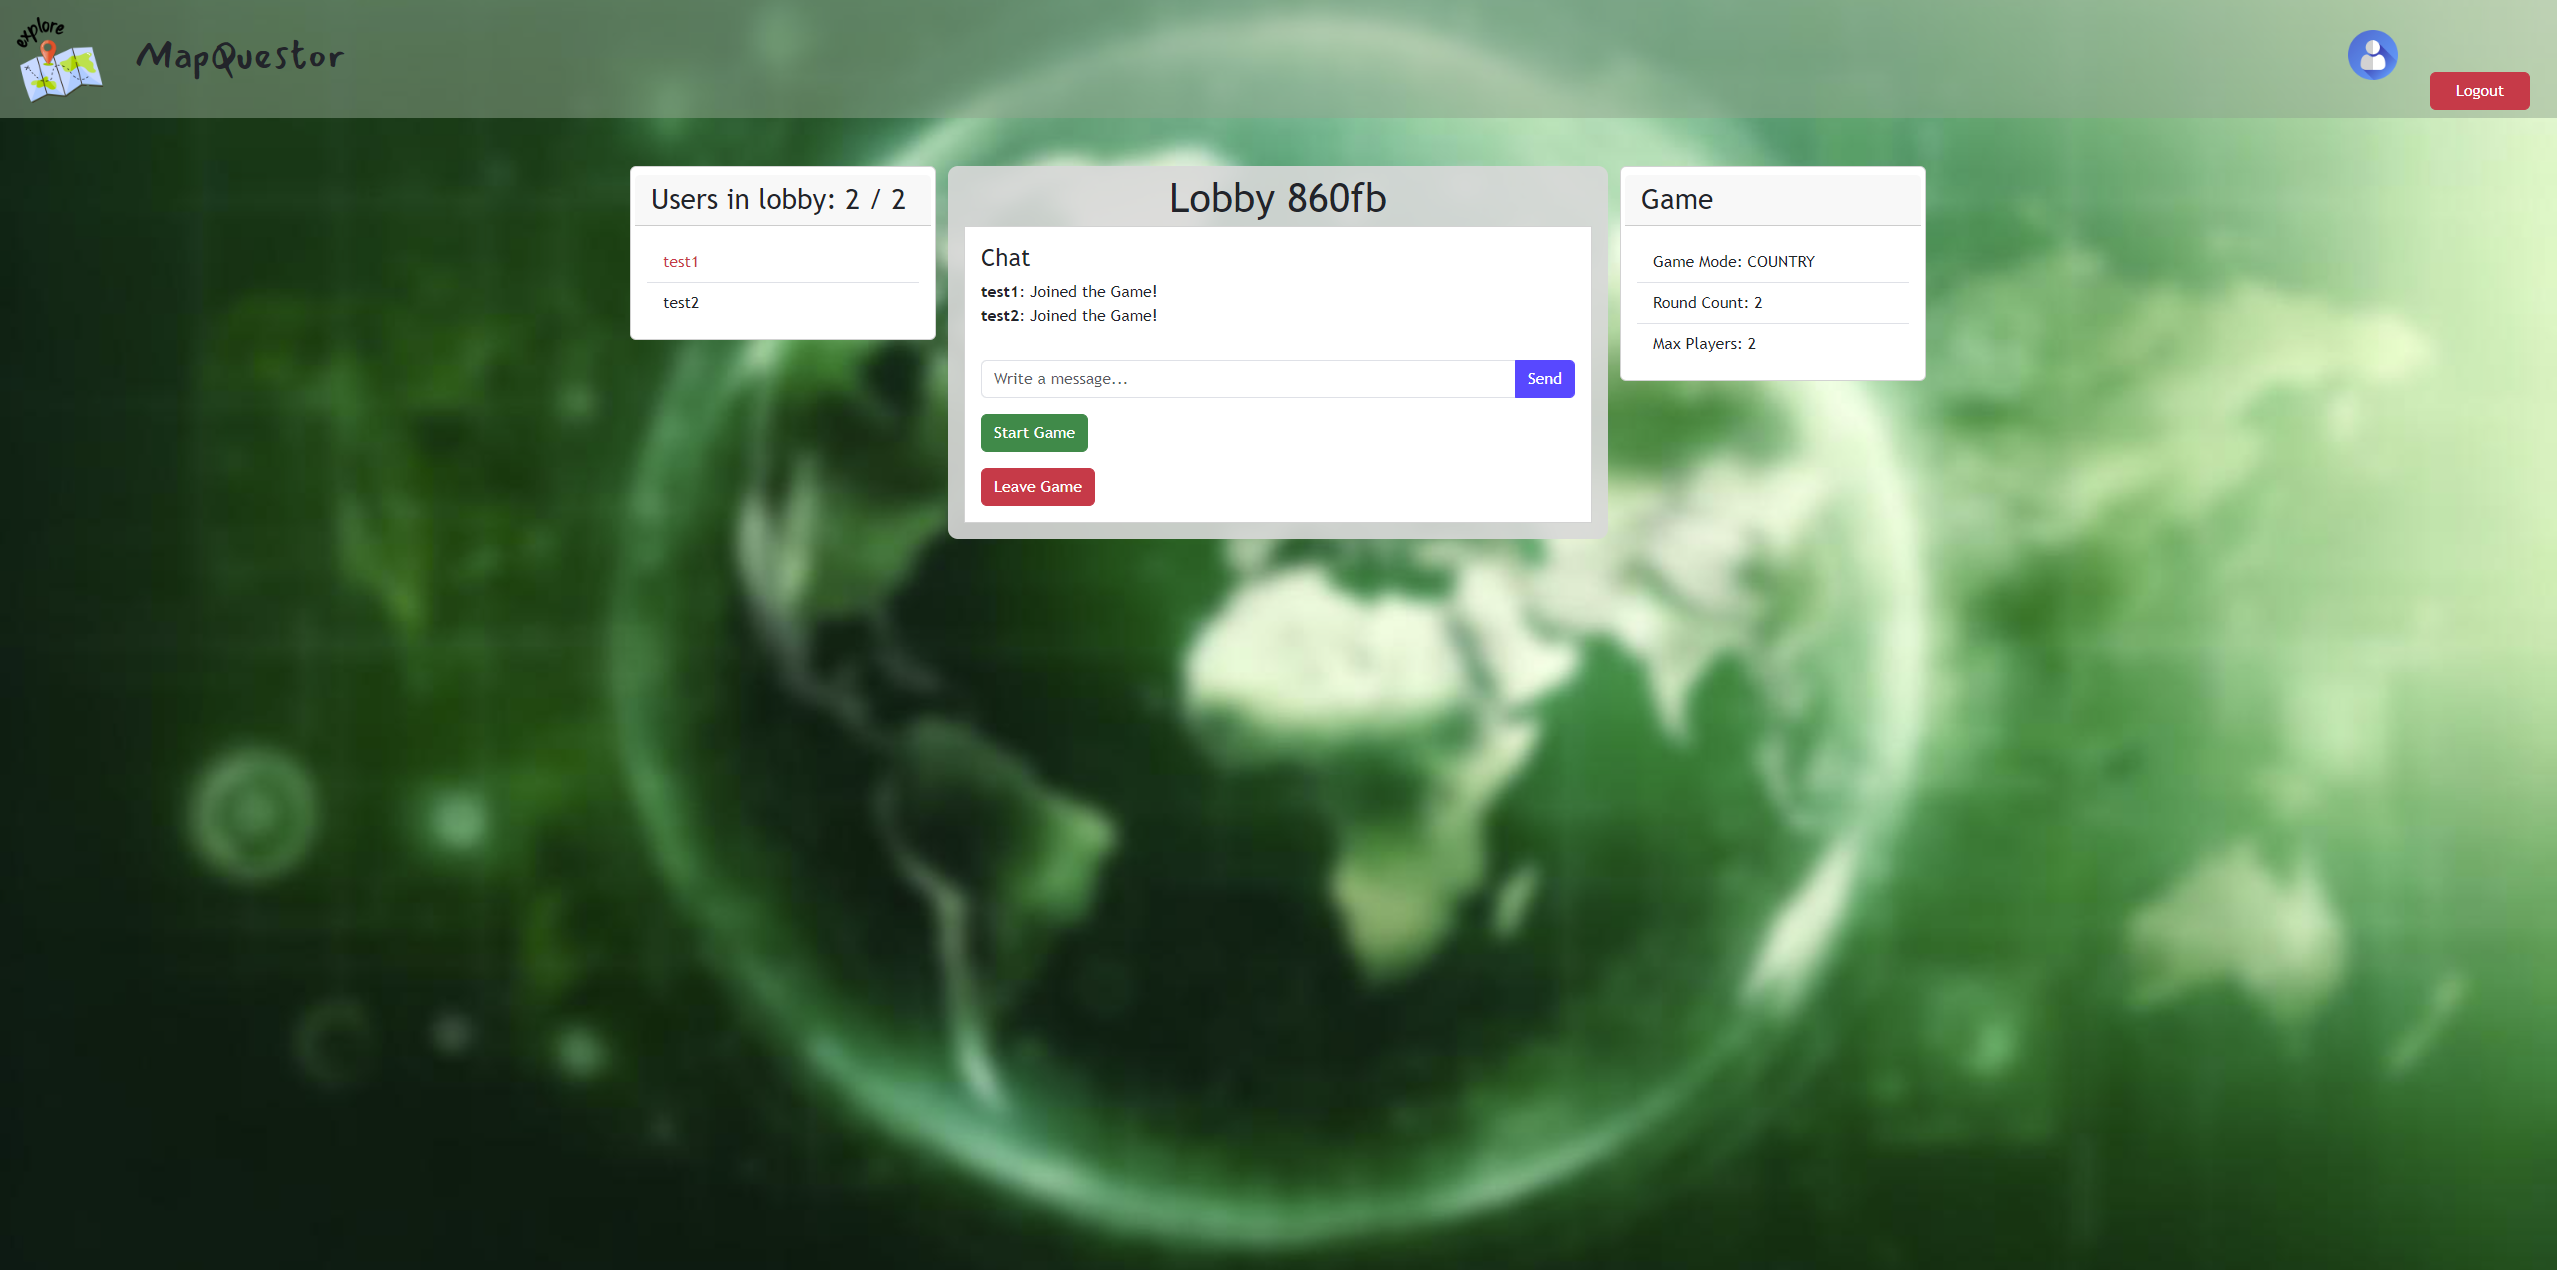 explore
MapQuestor
Logout
Users in lobby: 2 / 2
test1
test2
Lobby 860fb
Chat
test1: Joined the Game!
test2: Joined the Game!
Write a message...
Send
Start Game
Leave Game
Game
Game Mode: COUNTRY
Round Count: 2
Max Players: 2